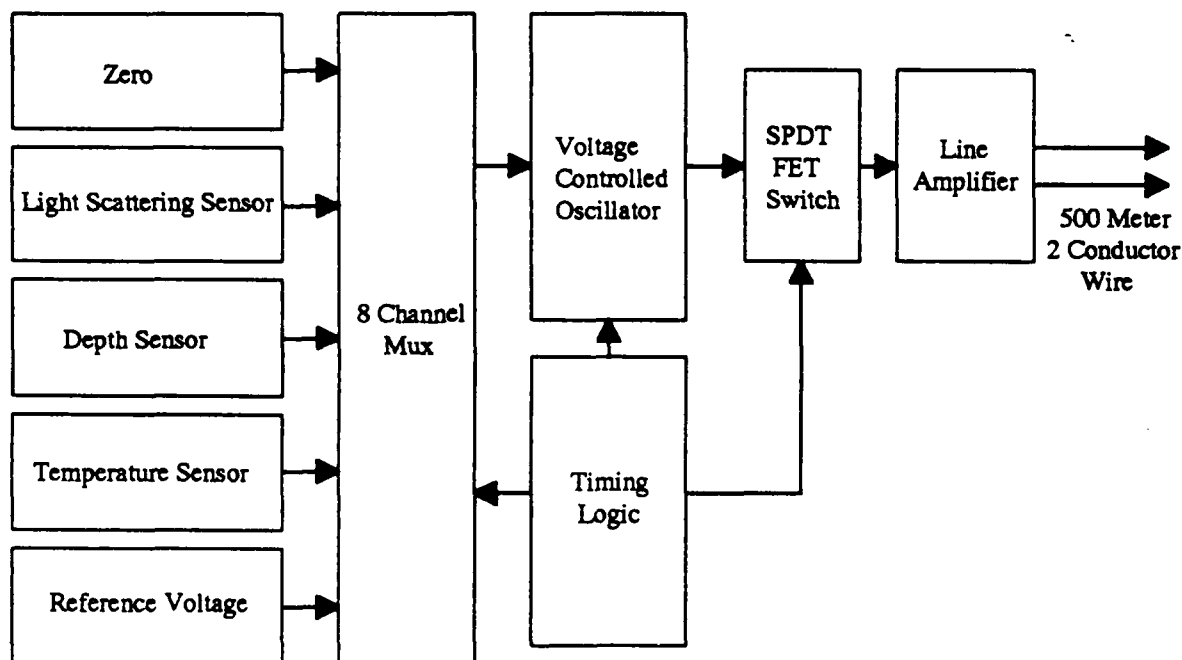 Zero
Light Scattering Sensor
Depth Sensor
Temperature Sensor
Reference Voltage
8 Channel
Mux
Voltage
Controlled
Oscillator
Timing
Logic
SPDT
FET
Switch
Line
Amplifier
500 Meter
2 Conductor
Wire